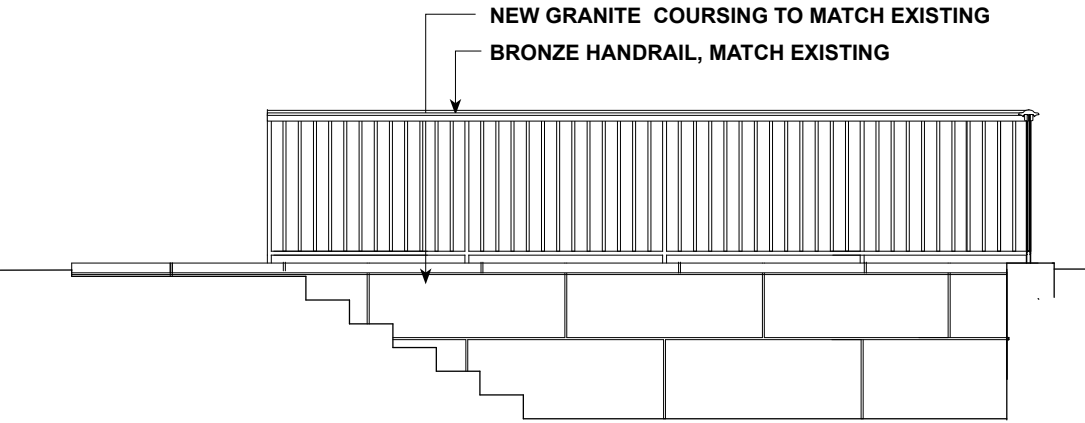 NEW GRANITE COURSING TO MATCH EXISTING
BRONZE HANDRAIL, MATCH EXISTING